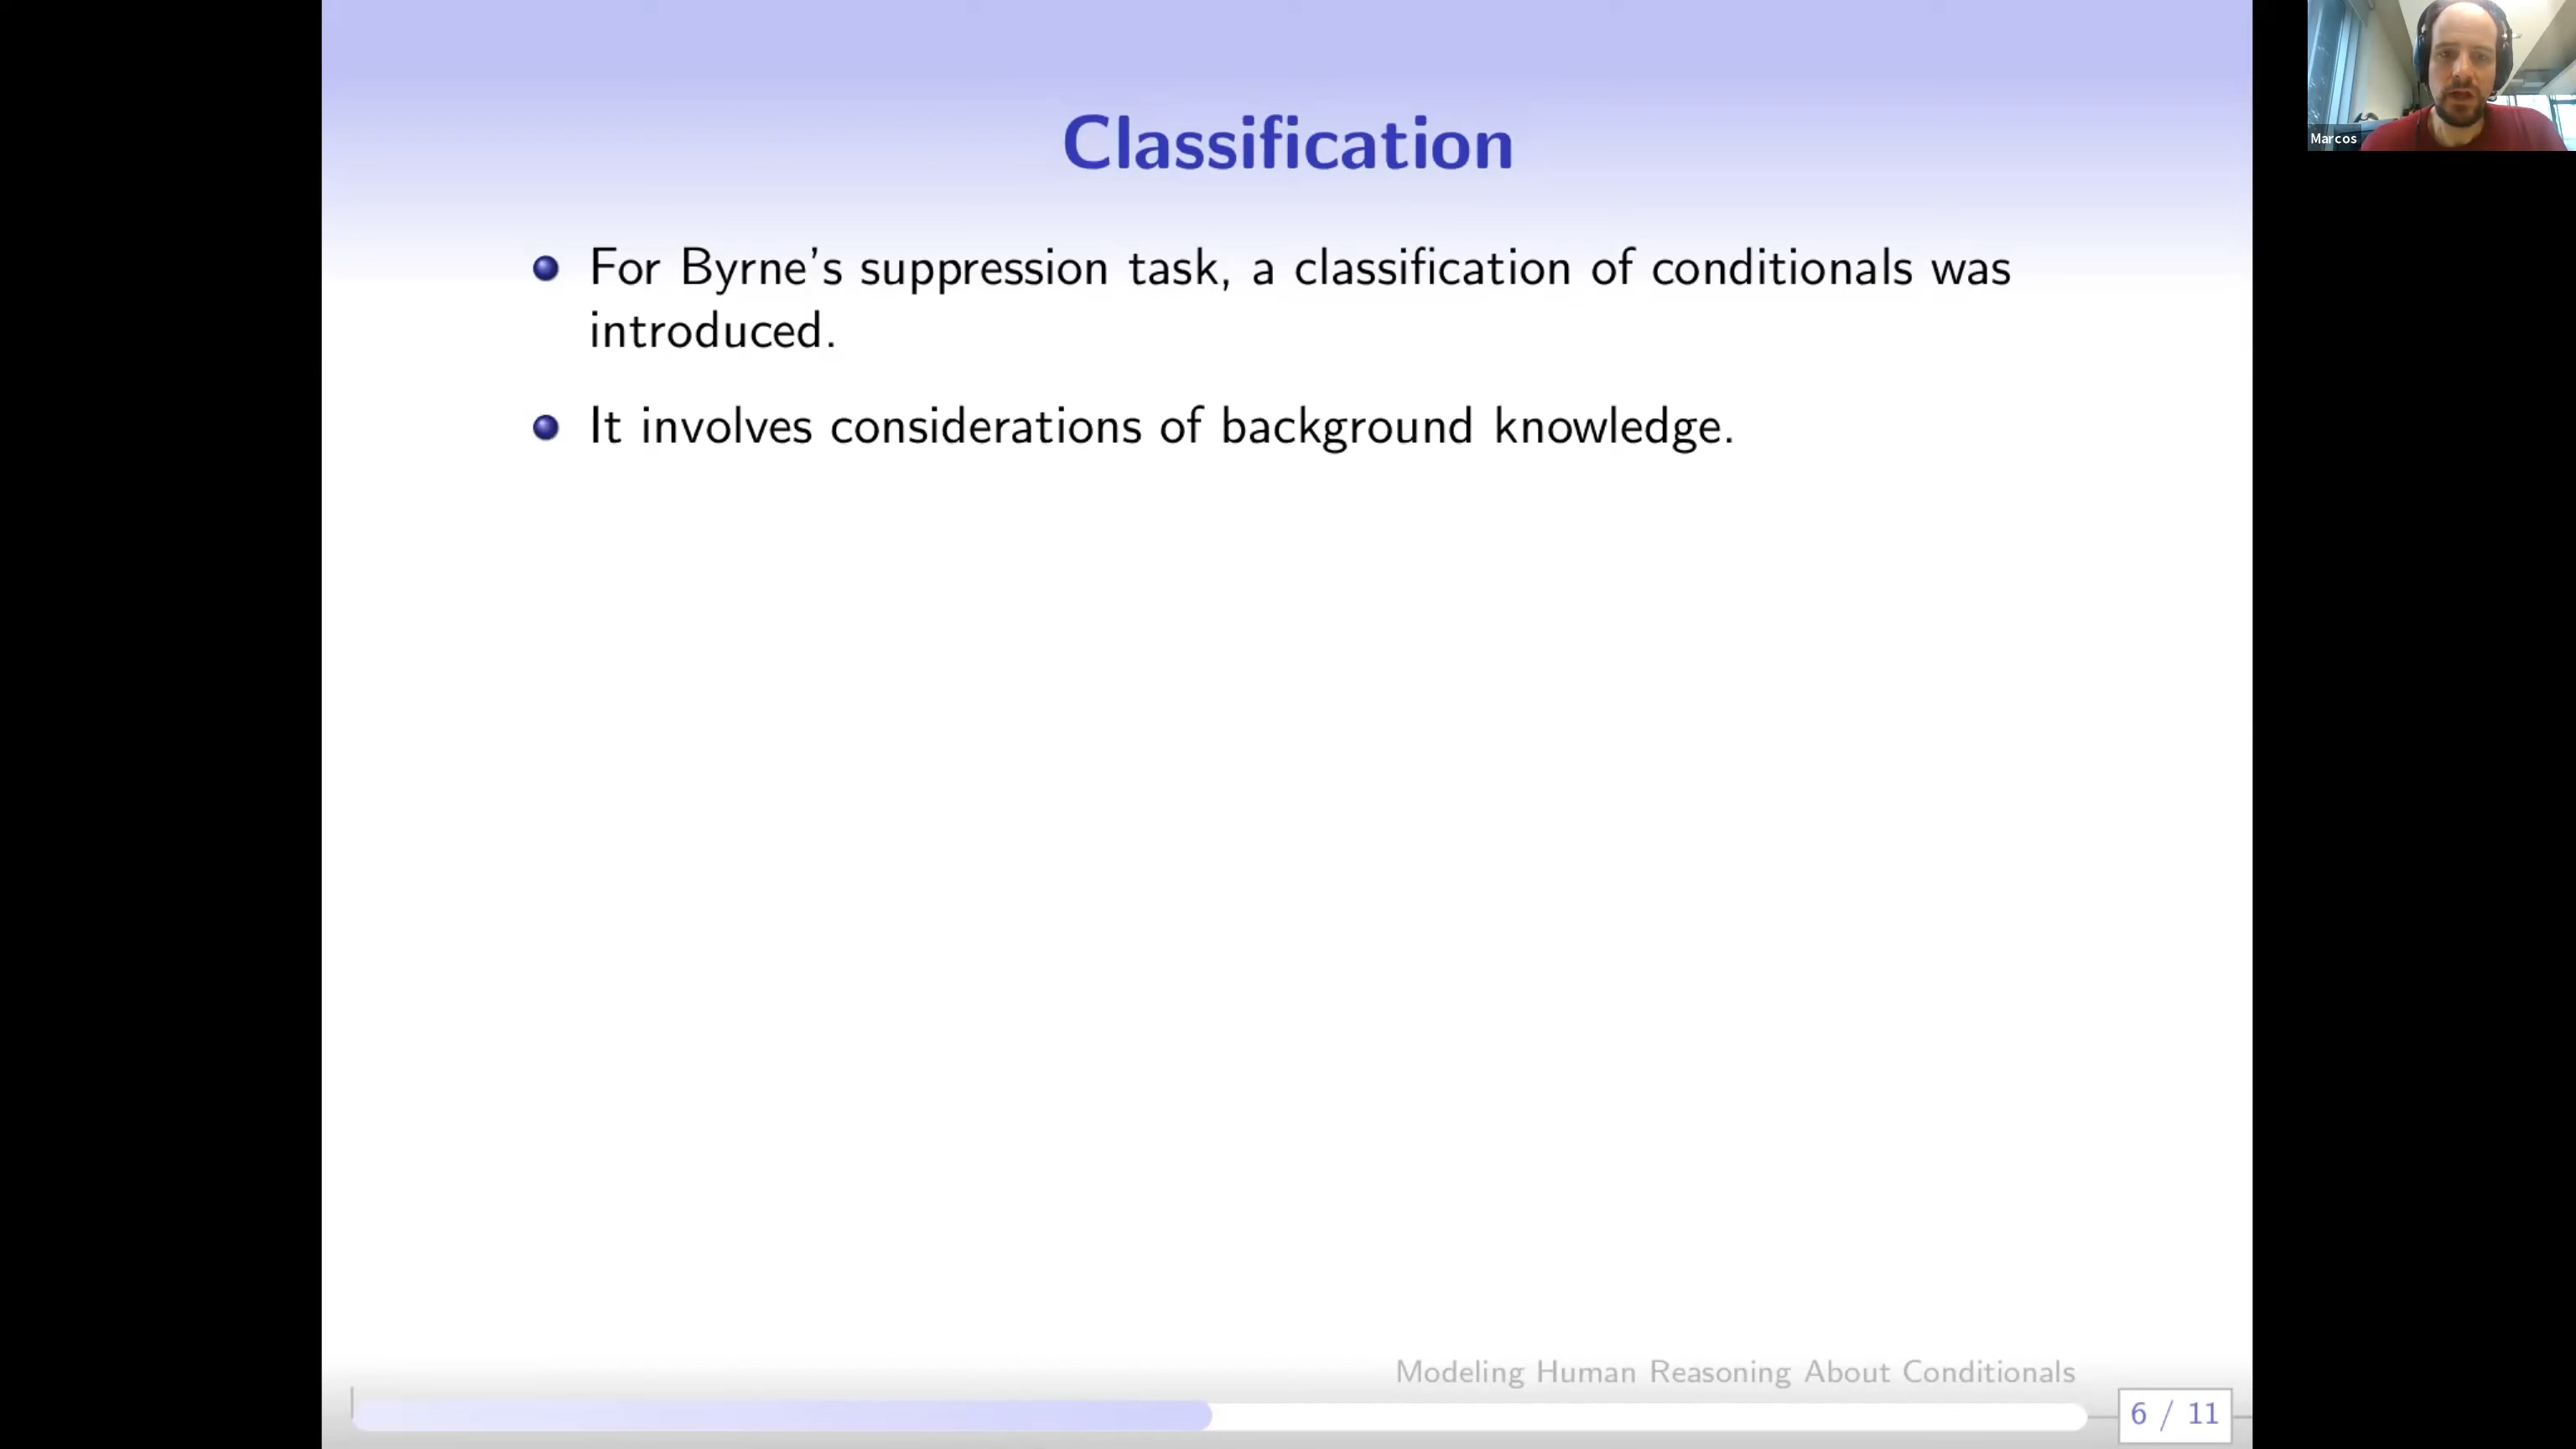 Classification
For Byrne's suppression task, a classification of conditionals was
introduced.
It involves considerations of background knowledge.
Marcos
Modeling Human Reasoning About Conditionals
6 / 11